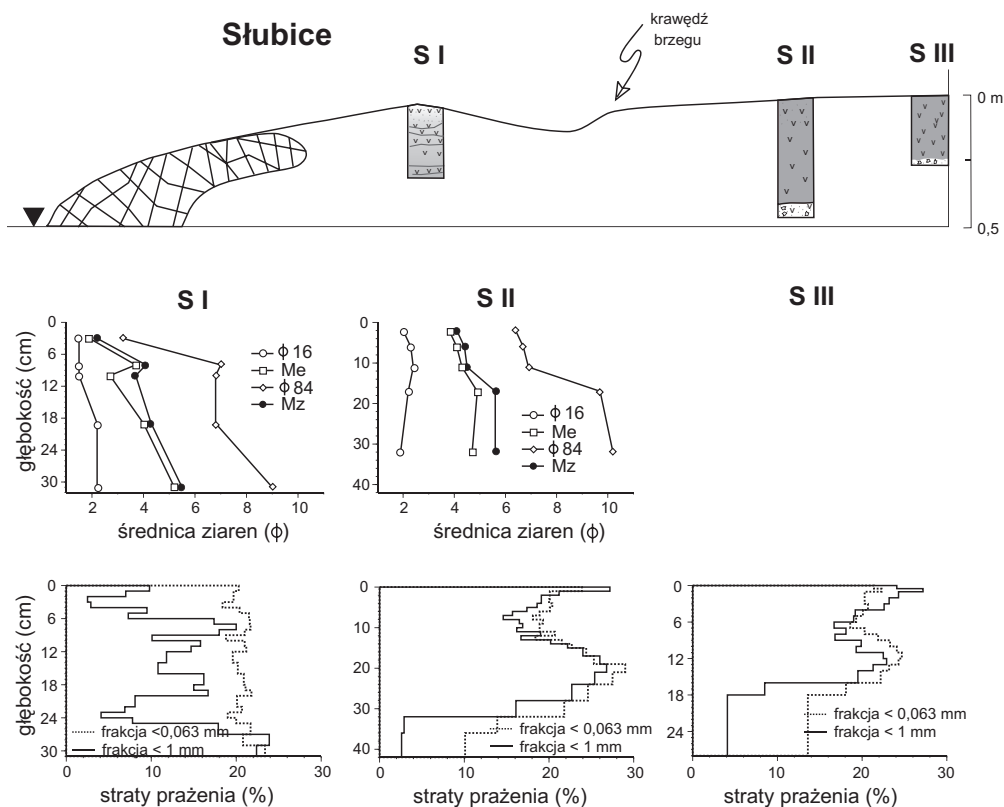 Słubice
krawędź
brzegu
S I
S II
S III
0 m
0,5
S I
S II
S III
głębokość (cm)
0
6
12
18
24
30
2
4
6
8
10
średnica ziaren (ϕ)
ϕ 16
Me
ϕ 84
Mz
0
10
20
30
40
2
4
6
8
10
średnica ziaren (ϕ)
ϕ 16
Me
ϕ 84
Mz
głębokość (cm)
0
6
12
18
24
30
0
10
20
30
straty prażenia (%)
frakcja <0,063 mm
frakcja < 1 mm
0
10
20
30
40
0
10
20
30
straty prażenia (%)
frakcja < 0,063 mm
frakcja < 1 mm
0
6
12
18
24
0
10
20
30
straty prażenia (%)
frakcja < 0,063 mm
frakcja < 1 mm